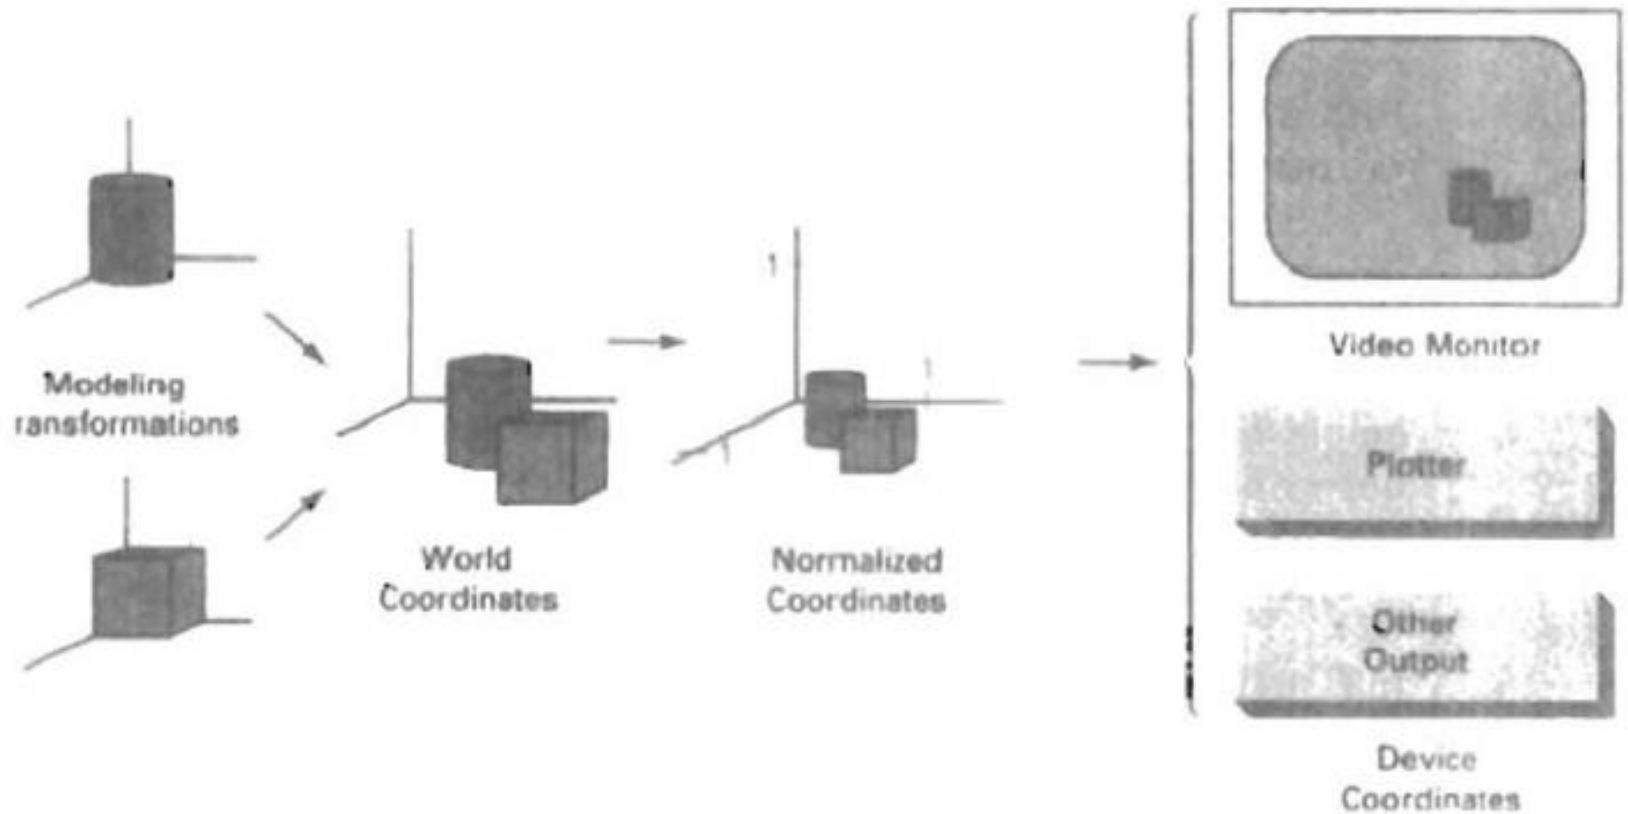 Modeling
ransformations
World
Coordinates
1
1
1
Normalized
Coordinates
Video Monitor
Plotter
Other
Output
Device
Coordinates